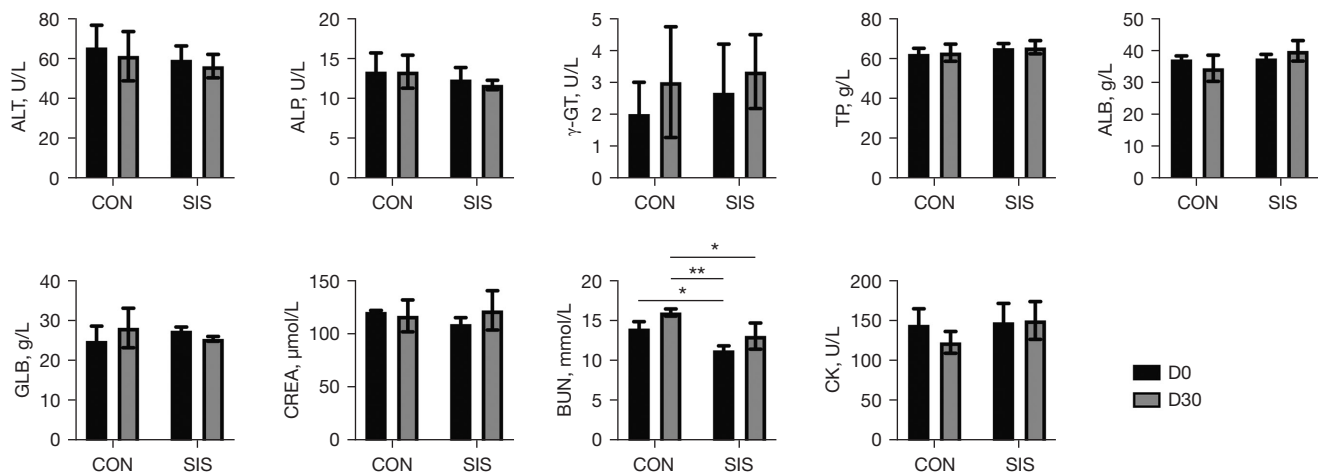 ALT, U/L
80
60
40
20
0
CON SIS
ALP, U/L
20
15
10
5
0
CON SIS
γ-GT, U/L
5
4
3
2
1
0
CON SIS
TP, g/L
80
60
40
20
0
CON SIS
ALB, g/L
50
40
30
20
10
0
CON SIS
GLB, g/L
40
30
20
10
0
CON SIS
CREA, μmol/L
150
100
50
0
CON SIS
BUN, mmol/L
20
15
10
5
0
*
**
*
CON SIS
CK, U/L
200
150
100
50
0
CON SIS
D0
D30